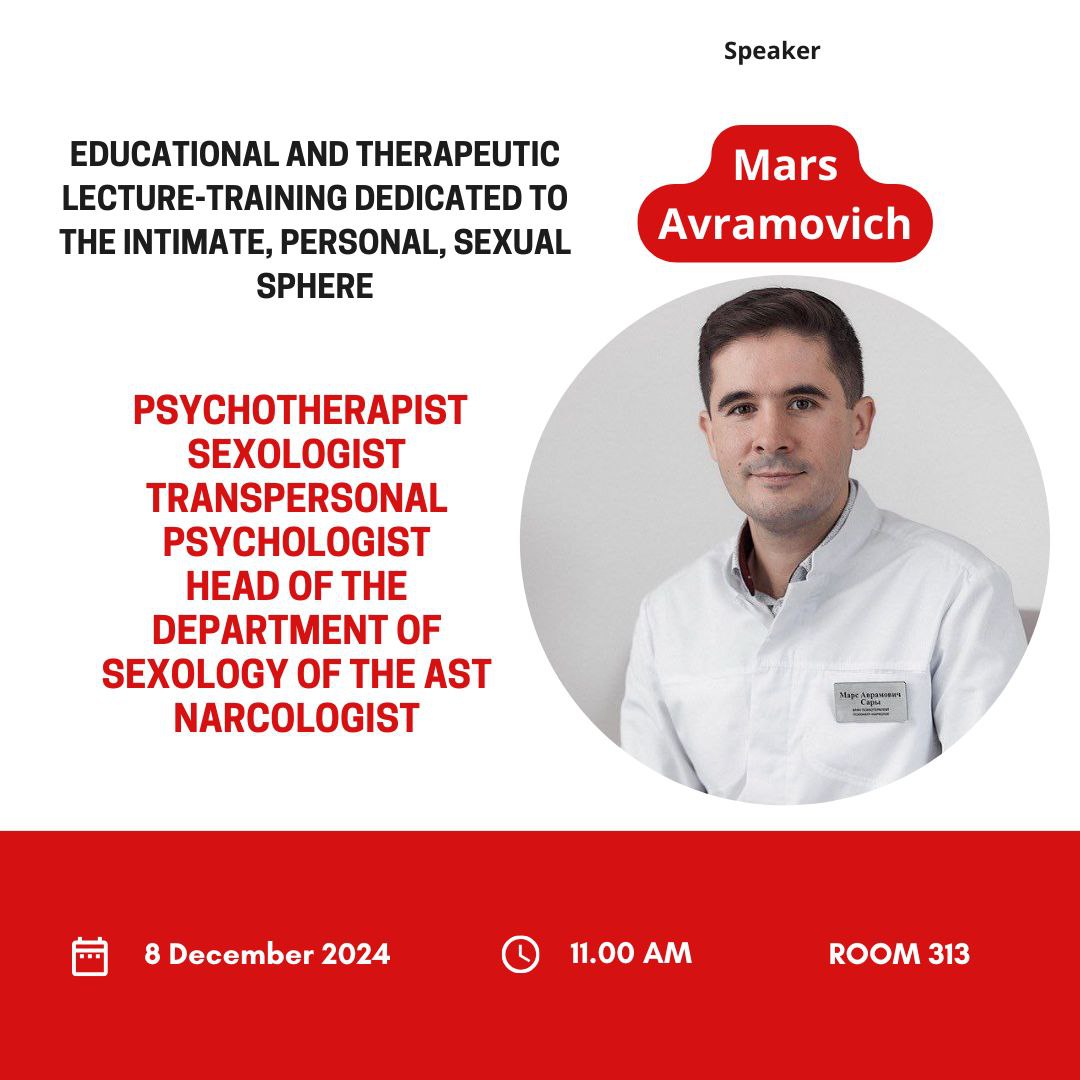 Speaker
Mars
Avramovich
EDUCATIONAL AND THERAPEUTIC
LECTURE-TRAINING DEDICATED TO
THE INTIMATE, PERSONAL, SEXUAL
SPHERE
PSYCHOTHERAPIST
SEXOLOGIST
TRANSPERSONAL
PSYCHOLOGIST
HEAD OF THE
DEPARTMENT OF
SEXOLOGY OF THE AST
NARCOLOGIST
Марс Аврамович
Сары
8 December 2024
11.00 AM
ROOM 313